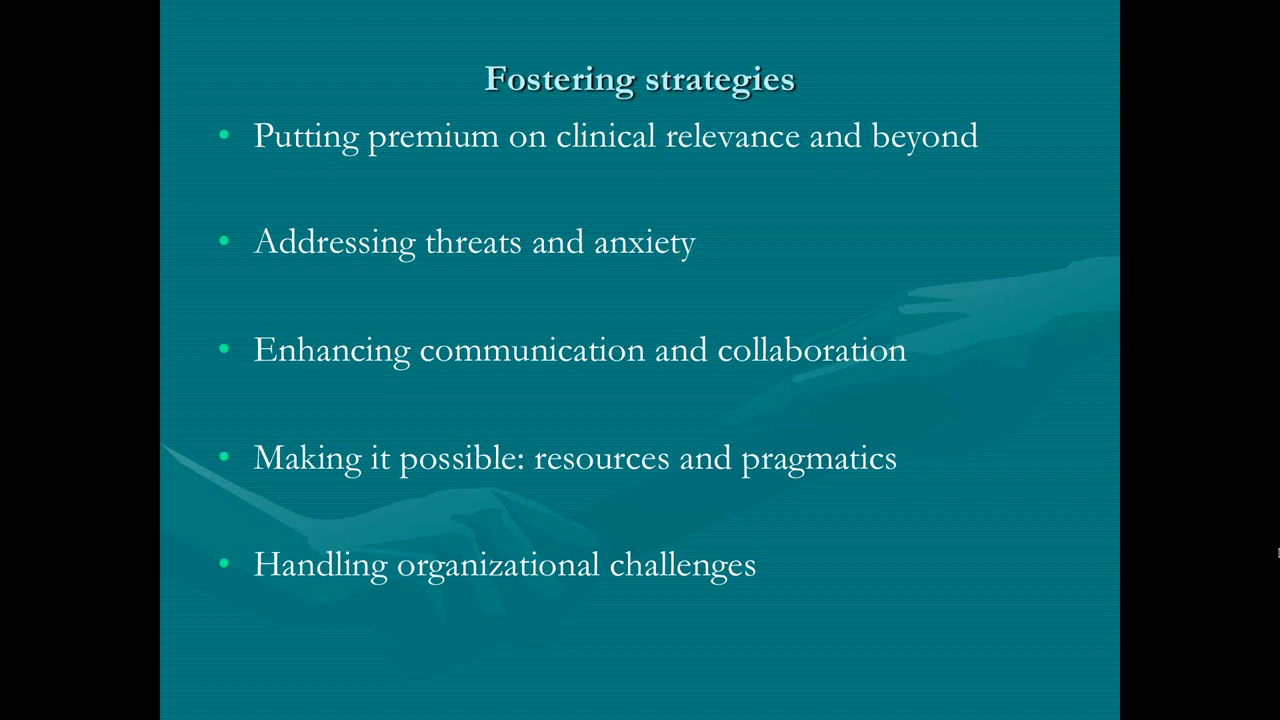 Fostering strategies
• Putting premium on clinical relevance and beyond
• Addressing threats and anxiety
• Enhancing communication and collaboration
• Making it possible: resources and pragmatics
• Handling organizational challenges